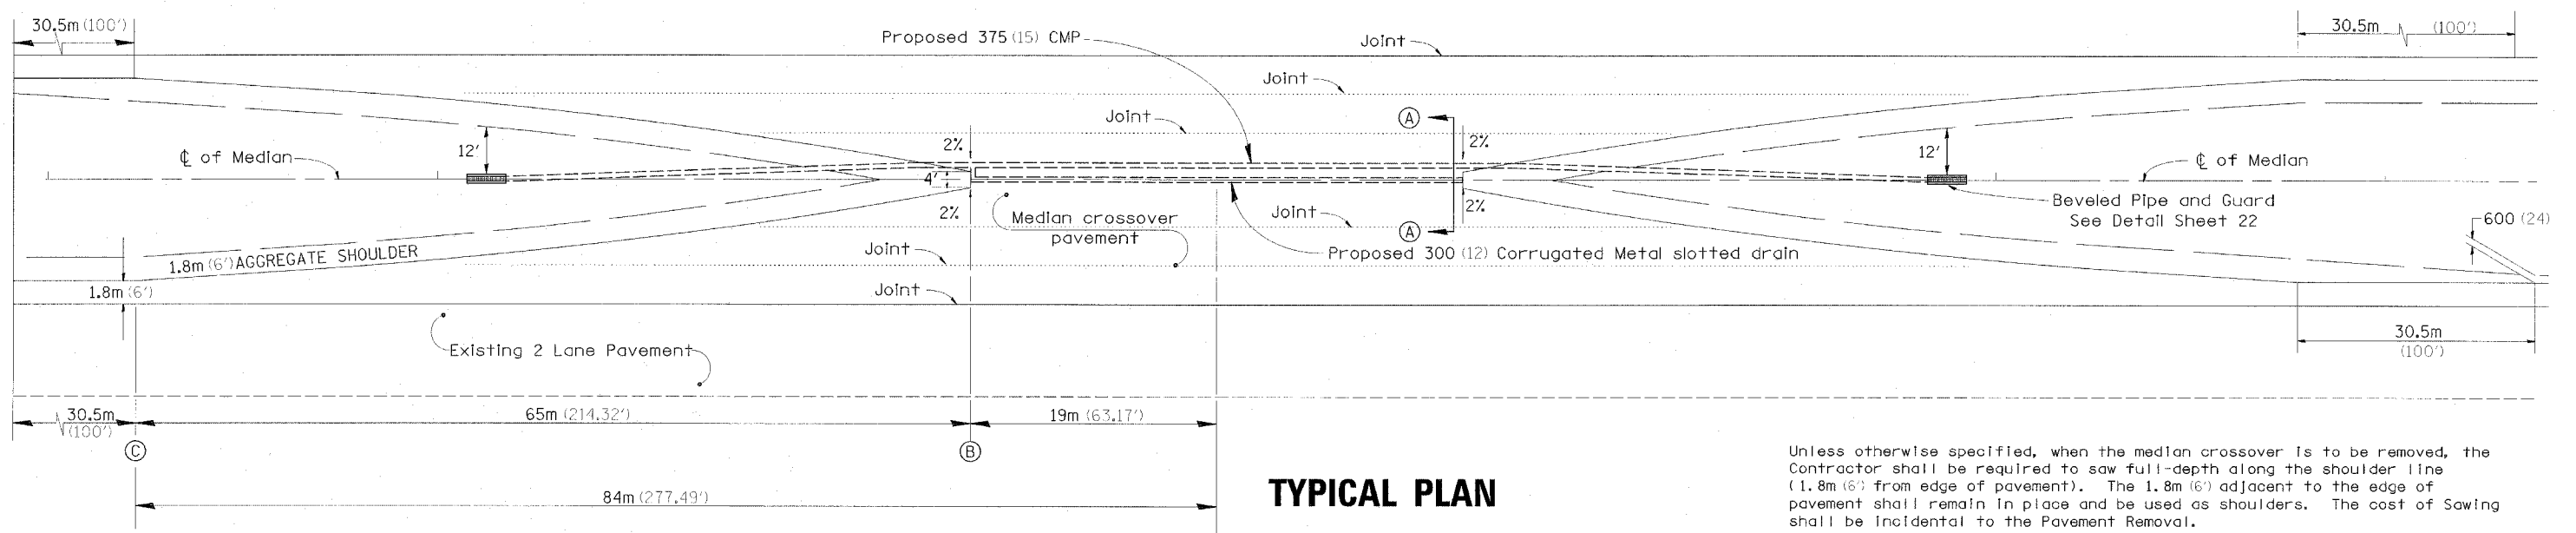 30.5m (100')
Proposed 375 (15) CMP
Joint
30.5m (100')
Joint
Joint
A
2%
2%
12'
12'
℄ of Median
℄ of Median
4'
Beveled Pipe and Guard
See Detail Sheet 22
2%
2%
Median crossover
pavement
Joint
600 (24)
A
Joint
Proposed 300 (12) Corrugated Metal slotted drain
1.8m (6') AGGREGATE SHOULDER
1.8m (6')
Joint
30.5m
(100')
Existing 2 Lane Pavement
30.5m
(100')
65m (214.32')
19m (63.17')
C
B
84m (277.49')
TYPICAL PLAN
Unless otherwise specified, when the median crossover is to be removed, the
Contractor shall be required to saw full-depth along the shoulder line
(1.8m (6') from edge of pavement). The 1.8m (6') adjacent to the edge of
pavement shall remain in place and be used as shoulders. The cost of Sawing
shall be incidental to the Pavement Removal.